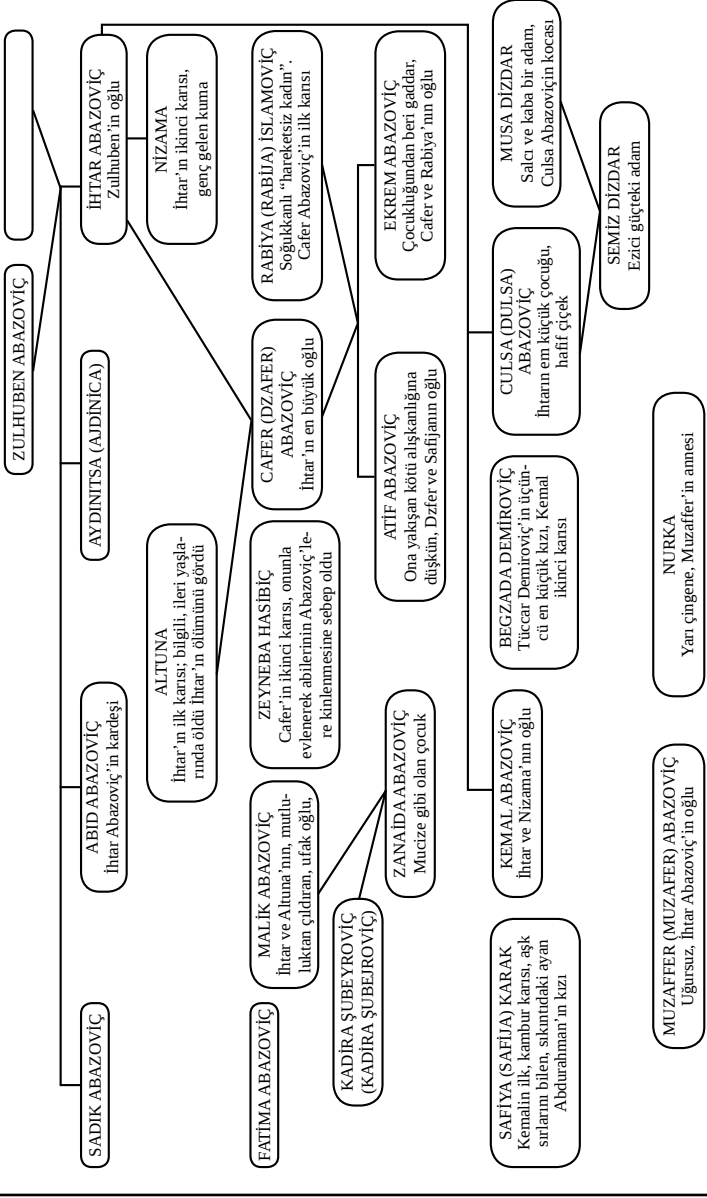 ZULHUBEN ABAZOVİÇ
SADIK ABAZOVİÇ
ABID ABAZOVİÇ
İhtar Abazoviç’in kardeşi
AYDINITSA (AJDİNİCA)
İHTAR ABAZOVİÇ
Zulhuben’in oğlu
ALTUNA
İhtar’ın ilk karısı; bilgili, ileri yaşla-
rında öldü İhtar’ın ölümünü gördü
NİZAMA
İhtar’ın ikinci karısı,
genç gelen kuma
FATİMA ABAZOVİÇ
MALİK ABAZOVİÇ
İhtar ve Altuna’nun, mutlu-
luktan çıldıran, ufak oğlu,
ZEYNEBA HASIBİÇ
Cafer’in ikinci karısı, onunla
evlenerek abilerinin Abazoviç’le-
re kinlenmesine sebep oldu
CAFER (DZAFER)
ABAZOVİÇ
İhtar’ın en büyük oğlu
RABİYA (RABİJA) İSLAMOVİÇ
Soğukkanlı “hareketsiz kadın”.
Cafer Abazoviç’in ilk karısı
KADİRA ŞUBEYROVİÇ
(KADİRA ŞUBEJROVİÇ)
ZANAİDA ABAZOVİÇ
Mucize gibi olan çocuk
ATİF ABAZOVİÇ
Ona yakışan kötü alışkanlığına
düşkün, Dzfer ve Safijanın oğlu
EKREM ABAZOVİÇ
Çocukluğundan beri gaddar,
Cafer ve Rabiya’nın oğlu
SAFİYA (SAFİJA) KARAK
Kemalin ilk, kambur karısı, aşk
sırlarını bilen, sıkıntıdaki ayan
Abdurahman’ın kızı
KEMAL ABAZOVİÇ
İhtar ve Nizama’nın oğlu
BEGZADA DEMİROVİÇ
Tüccar Demiroviç’in üçün-
cü en küçük kızı, Kemal
ikinci karısı
CULSA (DULSA)
ABAZOVİÇ
İhtarın em küçük çocuğu,
hafif çiçek
MUSA DİZDAR
Salcı ve kaba bir adam,
Culsa Abazoviçin kocası
SEMİZ DİZDAR
Ezici güçteki adam
MUZAFFER (MUZAFER) ABAZOVİÇ
Uğursuz, İhtar Abazoviç’in oğlu
NURKA
Yarı çingene, Muzaffer’in annesi